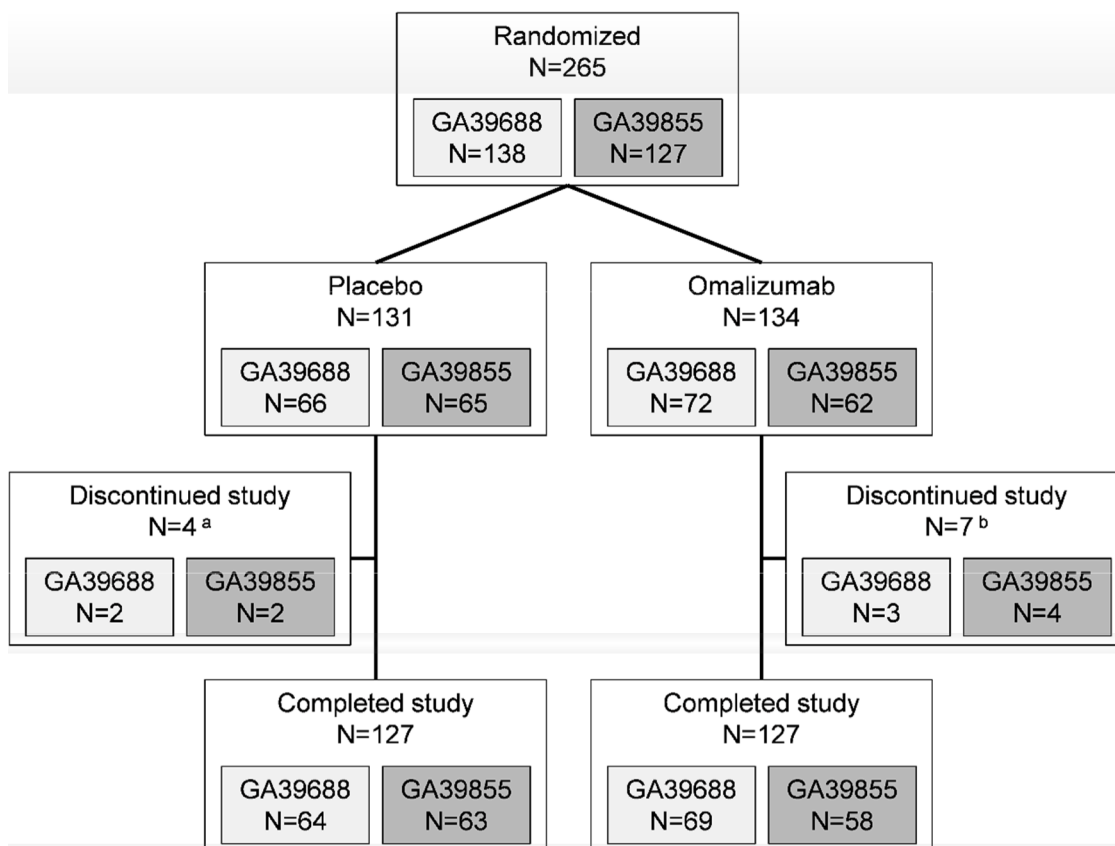 Randomized
N=265
GA39688 GA39855
N=138 N=127
Placebo
N=131
GA39688 GA39855
N=66 N=65
Omalizumab
N=134
GA39688 GA39855
N=72 N=62
Discontinued study
N=4 a
GA39688 GA39855
N=2 N=2
Discontinued study
N=7 b
GA39688 GA39855
N=3 N=4
Completed study
N=127
GA39688 GA39855
N=64 N=63
Completed study
N=127
GA39688 GA39855
N=69 N=58